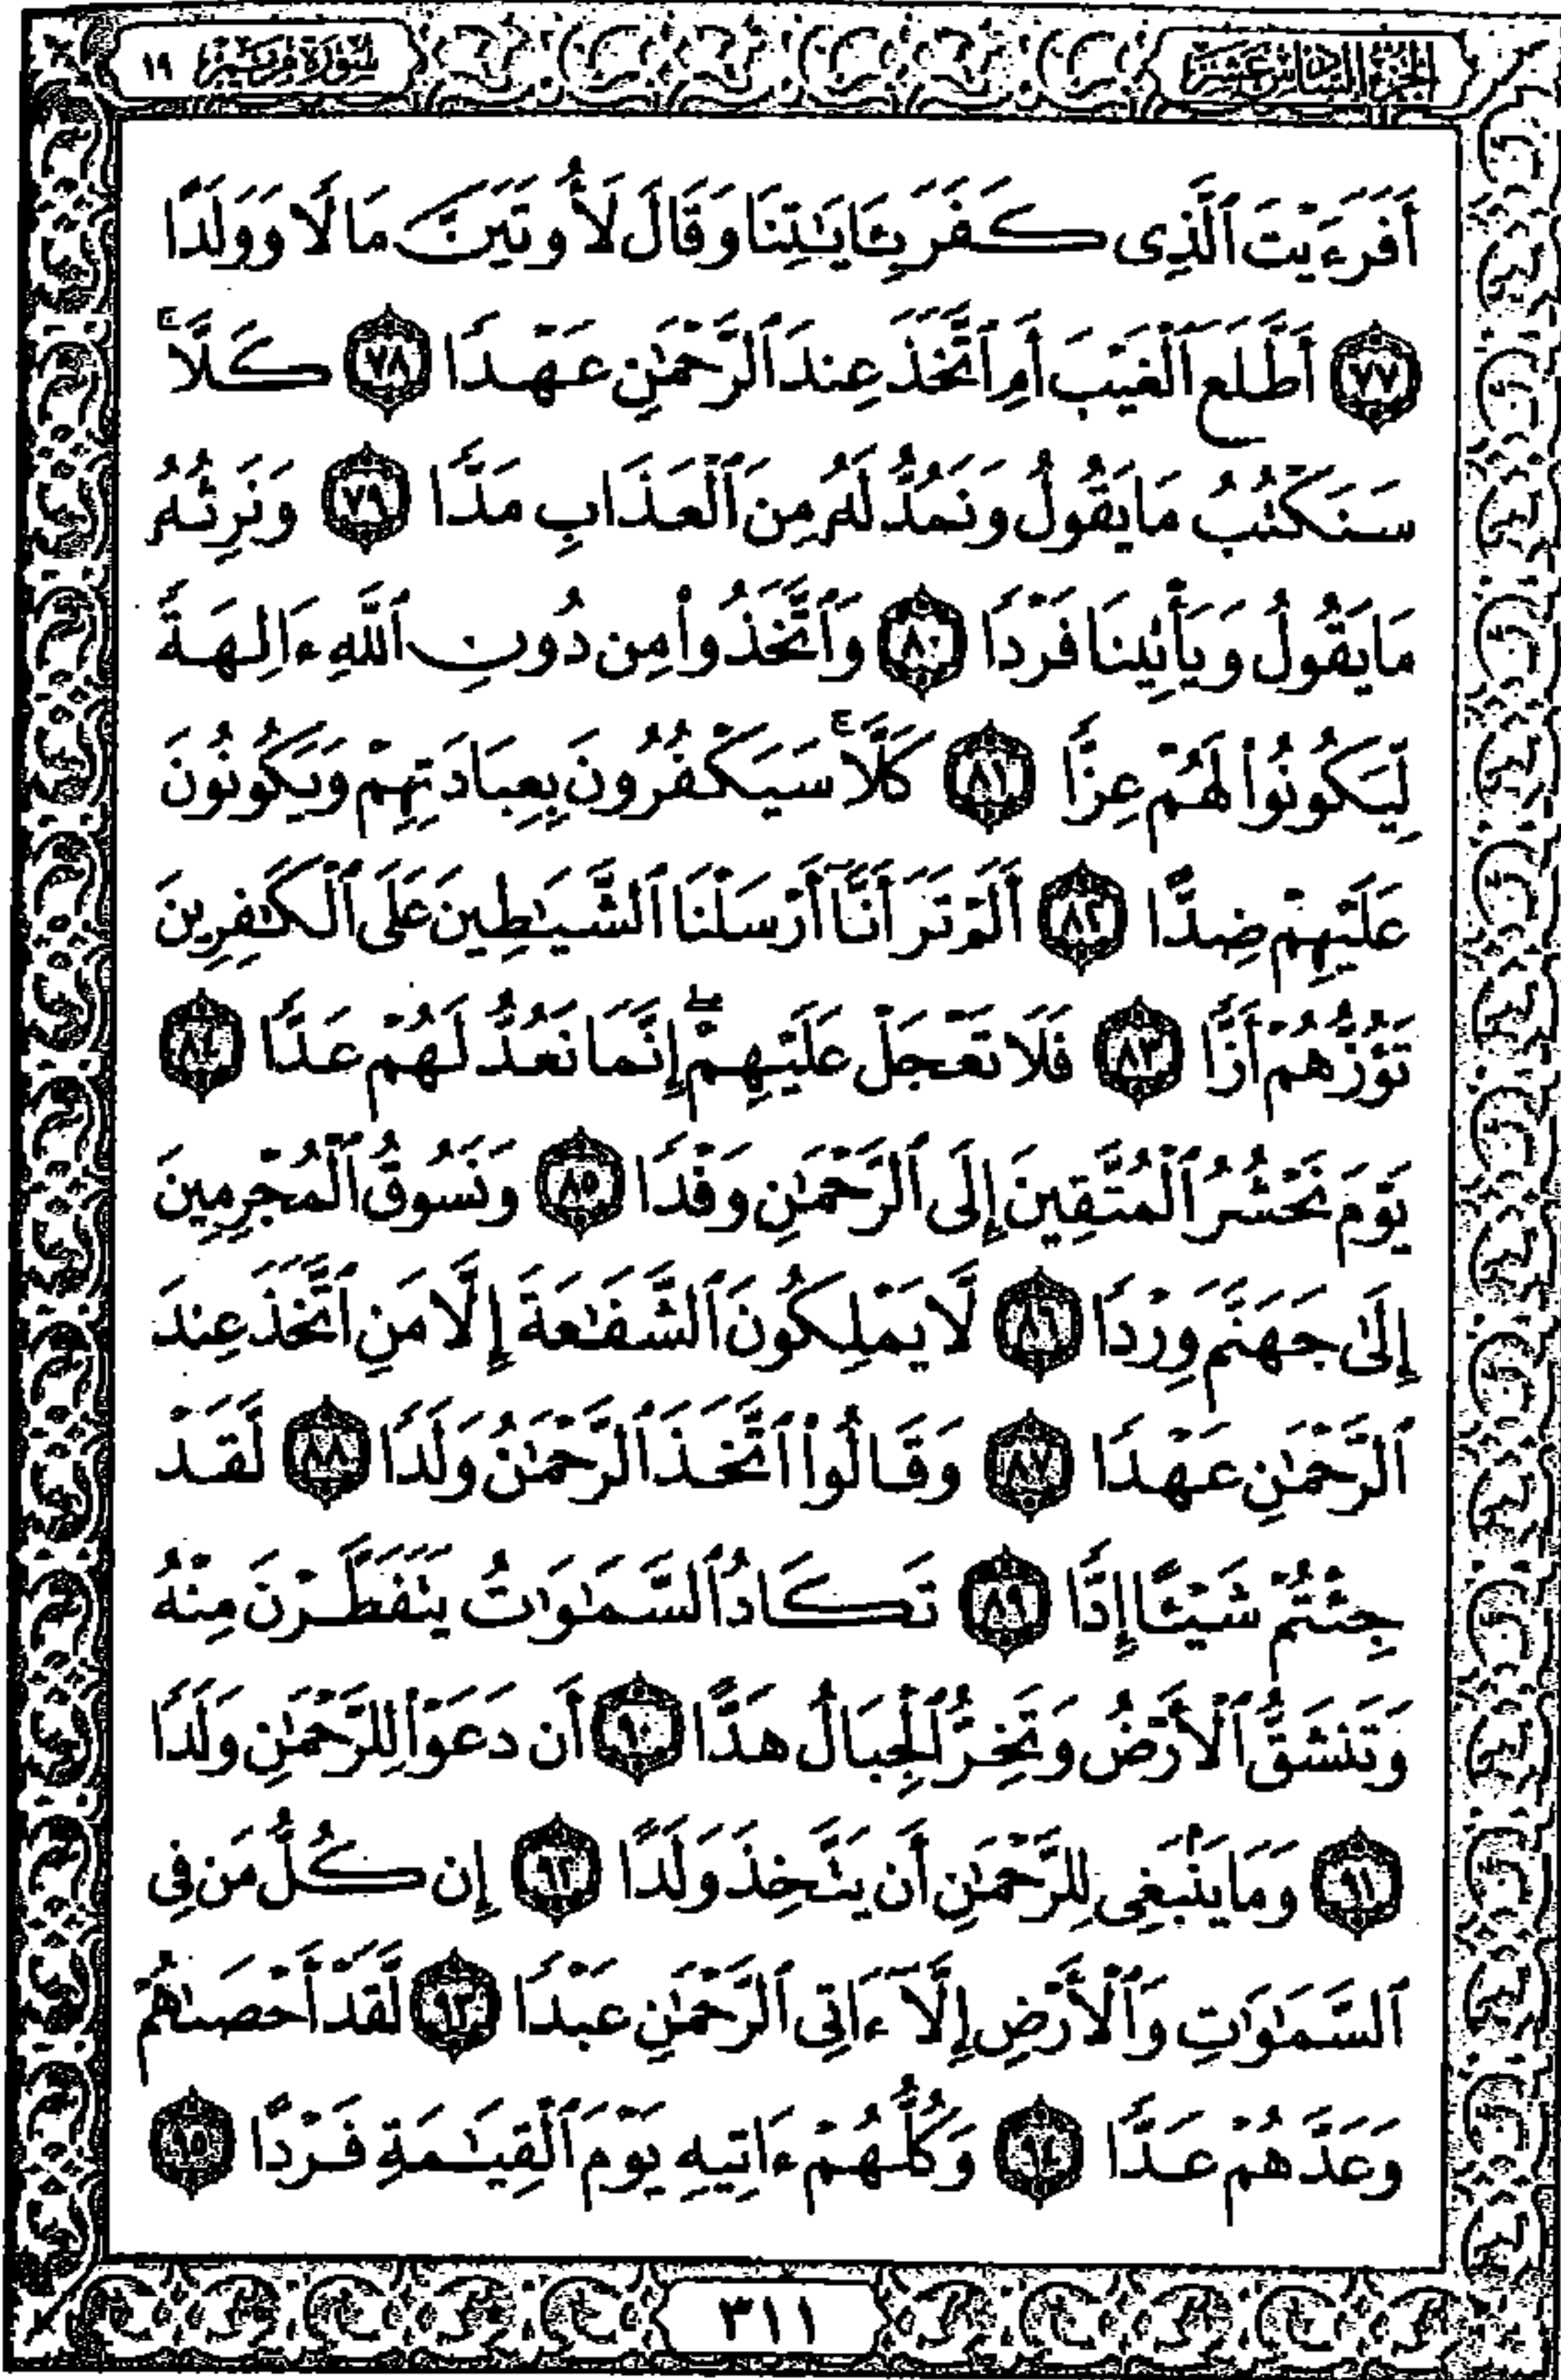 الجزء السادس عشر
سورة مريم ١٩
أَفَرَءَيْتَ ٱلَّذِى كَفَرَ بِـَٔايَـٰتِنَا وَقَالَ لَأُوتَيَنَّ مَالًا وَوَلَدًا
٧٧ أَطَّلَعَ ٱلْغَيْبَ أَمِ ٱتَّخَذَ عِندَ ٱلرَّحْمَـٰنِ عَهْدًا ٧٨ كَلَّا ۚ
سَنَكْتُبُ مَا يَقُولُ وَنَمُدُّ لَهُۥ مِنَ ٱلْعَذَابِ مَدًّا ٧٩ وَنَرِثُهُۥ
مَا يَقُولُ وَيَأْتِينَا فَرْدًا ٨٠ وَٱتَّخَذُوا۟ مِن دُونِ ٱللَّهِ ءَالِهَةً
لِّيَكُونُوا۟ لَهُمْ عِزًّا ٨١ كَلَّا ۚ سَيَكْفُرُونَ بِعِبَادَتِهِمْ وَيَكُونُونَ
عَلَيْهِمْ ضِدًّا ٨٢ أَلَمْ تَرَ أَنَّآ أَرْسَلْنَا ٱلشَّيَـٰطِينَ عَلَى ٱلْكَـٰفِرِينَ
تَؤُزُّهُمْ أَزًّا ٨٣ فَلَا تَعْجَلْ عَلَيْهِمْ ۖ إِنَّمَا نَعُدُّ لَهُمْ عَدًّا ٨٤
يَوْمَ نَحْشُرُ ٱلْمُتَّقِينَ إِلَى ٱلرَّحْمَـٰنِ وَفْدًا ٨٥ وَنَسُوقُ ٱلْمُجْرِمِينَ
إِلَىٰ جَهَنَّمَ وِرْدًا ٨٦ لَّا يَمْلِكُونَ ٱلشَّفَـٰعَةَ إِلَّا مَنِ ٱتَّخَذَ عِندَ
ٱلرَّحْمَـٰنِ عَهْدًا ٨٧ وَقَالُوا۟ ٱتَّخَذَ ٱلرَّحْمَـٰنُ وَلَدًا ٨٨ لَّقَدْ
جِئْتُمْ شَيْـًٔا إِدًّا ٨٩ تَكَادُ ٱلسَّمَـٰوَٰتُ يَتَفَطَّرْنَ مِنْهُ
وَتَنشَقُّ ٱلْأَرْضُ وَتَخِرُّ ٱلْجِبَالُ هَدًّا ٩٠ أَن دَعَوْا۟ لِلرَّحْمَـٰنِ وَلَدًا
٩١ وَمَا يَنۢبَغِى لِلرَّحْمَـٰنِ أَن يَتَّخِذَ وَلَدًا ٩٢ إِن كُلُّ مَن فِى
ٱلسَّمَـٰوَٰتِ وَٱلْأَرْضِ إِلَّآ ءَاتِى ٱلرَّحْمَـٰنِ عَبْدًا ٩٣ لَّقَدْ أَحْصَىٰهُمْ
وَعَدَّهُمْ عَدًّا ٩٤ وَكُلُّهُمْ ءَاتِيهِ يَوْمَ ٱلْقِيَـٰمَةِ فَرْدًا ٩٥
٣١١